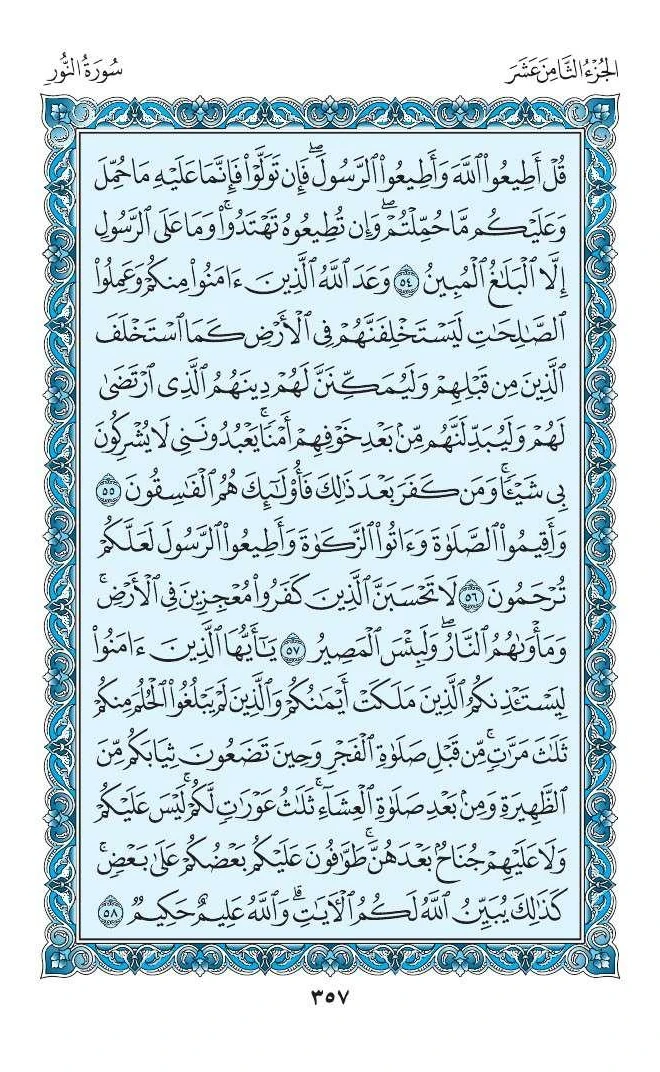 الجُزْءُ الثَّامِنَ عَشَرَ
سُورَةُ النُّورِ
قُلْ أَطِيعُوا۟ ٱللَّهَ وَأَطِيعُوا۟ ٱلرَّسُولَ ۖ فَإِن تَوَلَّوْا۟ فَإِنَّمَا عَلَيْهِ مَا حُمِّلَ
وَعَلَيْكُم مَّا حُمِّلْتُمْ ۖ وَإِن تُطِيعُوهُ تَهْتَدُوا۟ ۚ وَمَا عَلَى ٱلرَّسُولِ
إِلَّا ٱلْبَلَٰغُ ٱلْمُبِينُ ٥٤ وَعَدَ ٱللَّهُ ٱلَّذِينَ ءَامَنُوا۟ مِنكُمْ وَعَمِلُوا۟
ٱلصَّٰلِحَٰتِ لَيَسْتَخْلِفَنَّهُمْ فِى ٱلْأَرْضِ كَمَا ٱسْتَخْلَفَ
ٱلَّذِينَ مِن قَبْلِهِمْ وَلَيُمَكِّنَنَّ لَهُمْ دِينَهُمُ ٱلَّذِى ٱرْتَضَىٰ
لَهُمْ وَلَيُبَدِّلَنَّهُم مِّنۢ بَعْدِ خَوْفِهِمْ أَمْنًا ۚ يَعْبُدُونَنِى لَا يُشْرِكُونَ
بِى شَيْـًٔا ۚ وَمَن كَفَرَ بَعْدَ ذَٰلِكَ فَأُو۟لَٰٓئِكَ هُمُ ٱلْفَٰسِقُونَ ٥٥
وَأَقِيمُوا۟ ٱلصَّلَوٰةَ وَءَاتُوا۟ ٱلزَّكَوٰةَ وَأَطِيعُوا۟ ٱلرَّسُولَ لَعَلَّكُمْ
تُرْحَمُونَ ٥٦ لَا تَحْسَبَنَّ ٱلَّذِينَ كَفَرُوا۟ مُعْجِزِينَ فِى ٱلْأَرْضِ ۚ
وَمَأْوَىٰهُمُ ٱلنَّارُ ۖ وَلَبِئْسَ ٱلْمَصِيرُ ٥٧ يَٰٓأَيُّهَا ٱلَّذِينَ ءَامَنُوا۟
لِيَسْتَـْٔذِنكُمُ ٱلَّذِينَ مَلَكَتْ أَيْمَٰنُكُمْ وَٱلَّذِينَ لَمْ يَبْلُغُوا۟ ٱلْحُلُمَ مِنكُمْ
ثَلَٰثَ مَرَّٰتٍ ۚ مِّن قَبْلِ صَلَوٰةِ ٱلْفَجْرِ وَحِينَ تَضَعُونَ ثِيَابَكُم مِّنَ
ٱلظَّهِيرَةِ وَمِنۢ بَعْدِ صَلَوٰةِ ٱلْعِشَآءِ ۚ ثَلَٰثُ عَوْرَٰتٍ لَّكُمْ ۚ لَيْسَ عَلَيْكُمْ
وَلَا عَلَيْهِمْ جُنَاحٌۢ بَعْدَهُنَّ ۚ طَوَّٰفُونَ عَلَيْكُم بَعْضُكُمْ عَلَىٰ بَعْضٍ ۚ
كَذَٰلِكَ يُبَيِّنُ ٱللَّهُ لَكُمُ ٱلْءَايَٰتِ ۗ وَٱللَّهُ عَلِيمٌ حَكِيمٌ ٥٨
٣٥٧